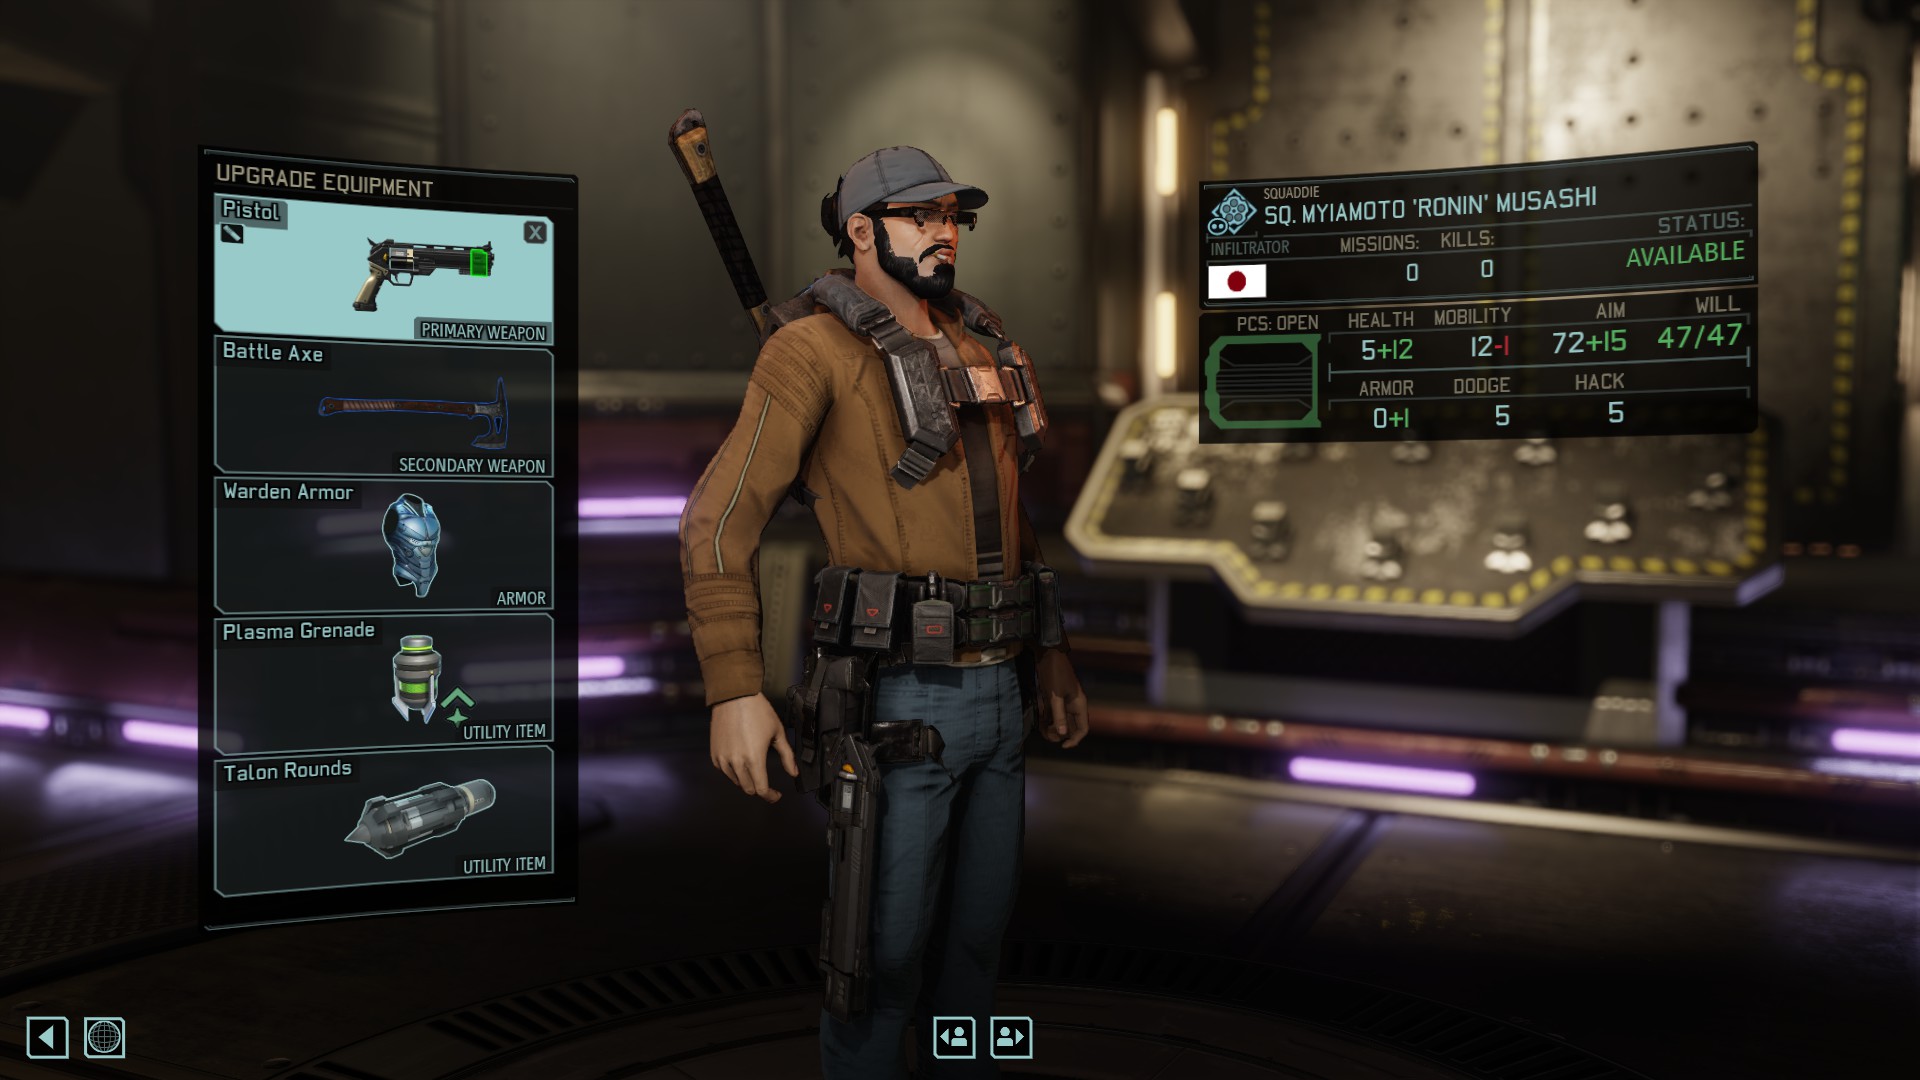 UPGRADE EQUIPMENT
Pistol
X
PRIMARY WEAPON
Battle Axe
SECONDARY WEAPON
Warden Armor
ARMOR
Plasma Grenade
UTILITY ITEM
Talon Rounds
UTILITY ITEM
SQUADDIE
SQ. MYIAMOTO 'RONIN' MUSASHI
INFILTRATOR
MISSIONS: KILLS: STATUS:
0 0 AVAILABLE
PCS: OPEN
HEALTH MOBILITY AIM WILL
5+12 12-1 72+15 47/47
ARMOR DODGE HACK
0+1 5 5